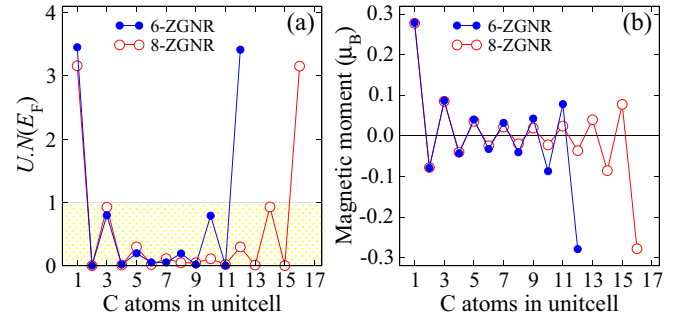 (a)
6-ZGNR
8-ZGNR
U.N(E_F)
4
3
2
1
0
1 3 5 7 9 11 13 15 17
C atoms in unitcell
(b)
6-ZGNR
8-ZGNR
Magnetic moment (μ_B)
0.3
0.2
0.1
0.0
-0.1
-0.2
-0.3
1 3 5 7 9 11 13 15 17
C atoms in unitcell